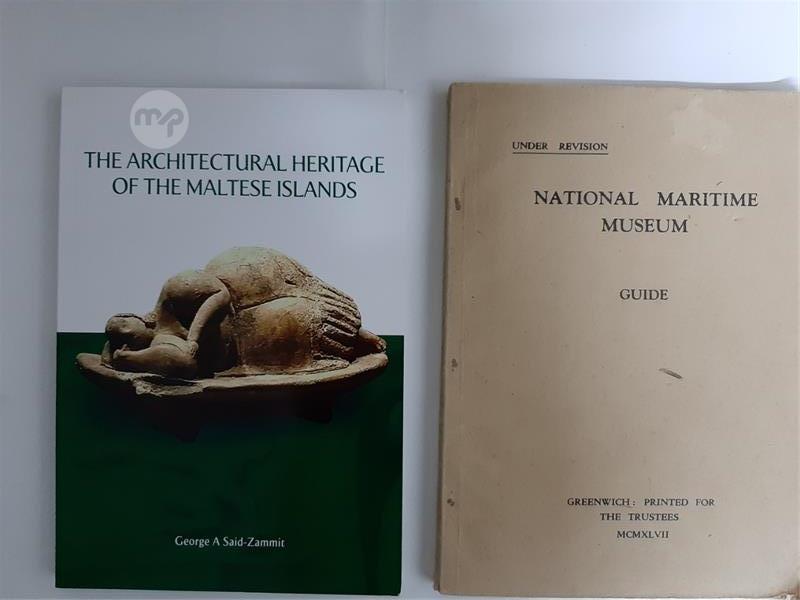 mp
THE ARCHITECTURAL HERITAGE
OF THE MALTESE ISLANDS
George A Said-Zammit
UNDER REVISION
NATIONAL MARITIME
MUSEUM
GUIDE
GREENWICH: PRINTED FOR
THE TRUSTEES
MCMXLVII